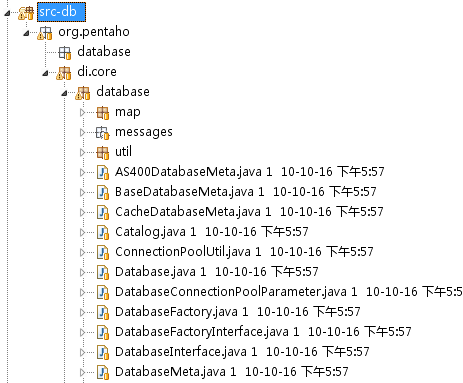 src-db
org.pentaho
database
di.core
database
map
messages
util
AS400DatabaseMeta.java 1 10-10-16 下午5:57
BaseDatabaseMeta.java 1 10-10-16 下午5:57
CacheDatabaseMeta.java 1 10-10-16 下午5:57
Catalog.java 1 10-10-16 下午5:57
ConnectionPoolUtil.java 1 10-10-16 下午5:57
Database.java 1 10-10-16 下午5:57
DatabaseConnectionPoolParameter.java 1 10-10-16 下午5:5
DatabaseFactory.java 1 10-10-16 下午5:57
DatabaseFactoryInterface.java 1 10-10-16 下午5:57
DatabaseInterface.java 1 10-10-16 下午5:57
DatabaseMeta.java 1 10-10-16 下午5:57